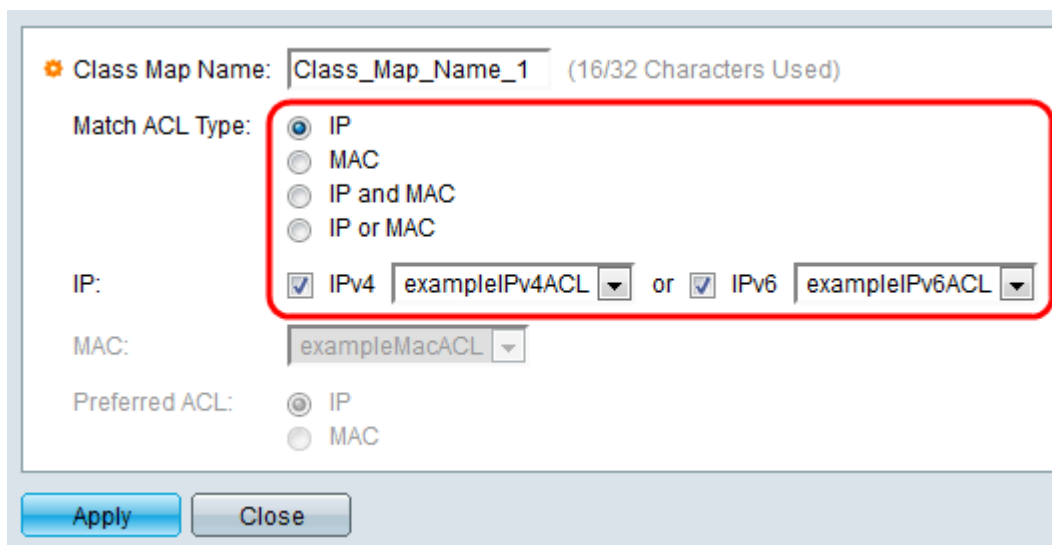 Class Map Name: Class_Map_Name_1 (16/32 Characters Used)
Match ACL Type: IP
MAC
IP and MAC
IP or MAC
IP: IPv4 exampleIPv4ACL or IPv6 exampleIPv6ACL
MAC: exampleMacACL
Preferred ACL: IP
MAC
Apply Close